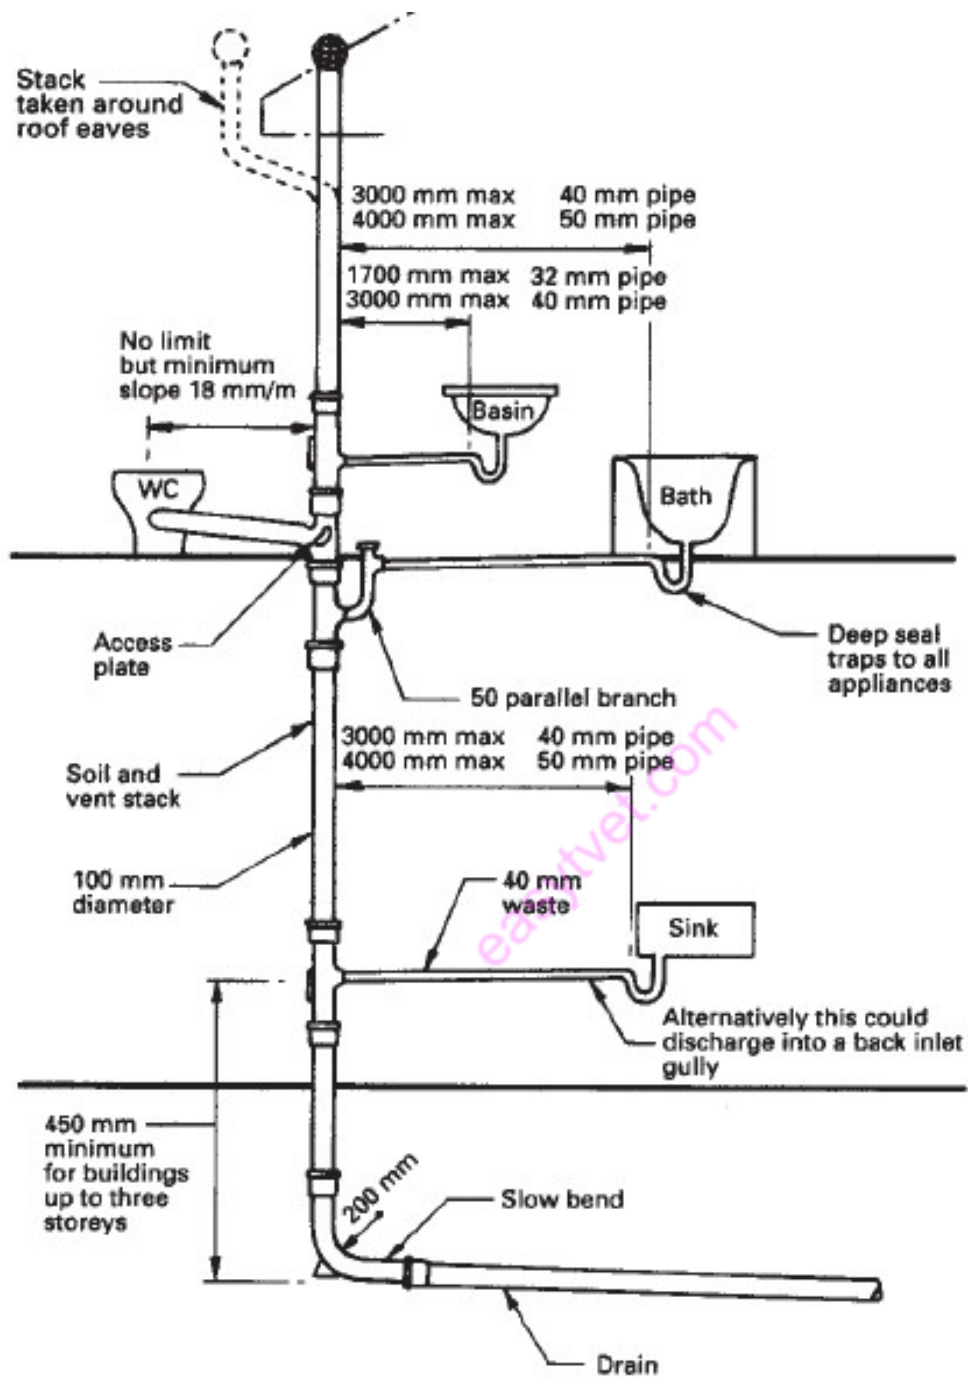 Stack
taken around
roof eaves
3000 mm max 40 mm pipe
4000 mm max 50 mm pipe
1700 mm max 32 mm pipe
3000 mm max 40 mm pipe
No limit
but minimum
slope 18 mm/m
Basin
WC
Bath
Access
plate
Deep seal
traps to all
appliances
50 parallel branch
3000 mm max 40 mm pipe
4000 mm max 50 mm pipe
Soil and
vent stack
100 mm
diameter
40 mm
waste
Sink
easytvet.com
Alternatively this could
discharge into a back inlet
gully
450 mm
minimum
for buildings
up to three
storeys
200 mm
Slow bend
Drain